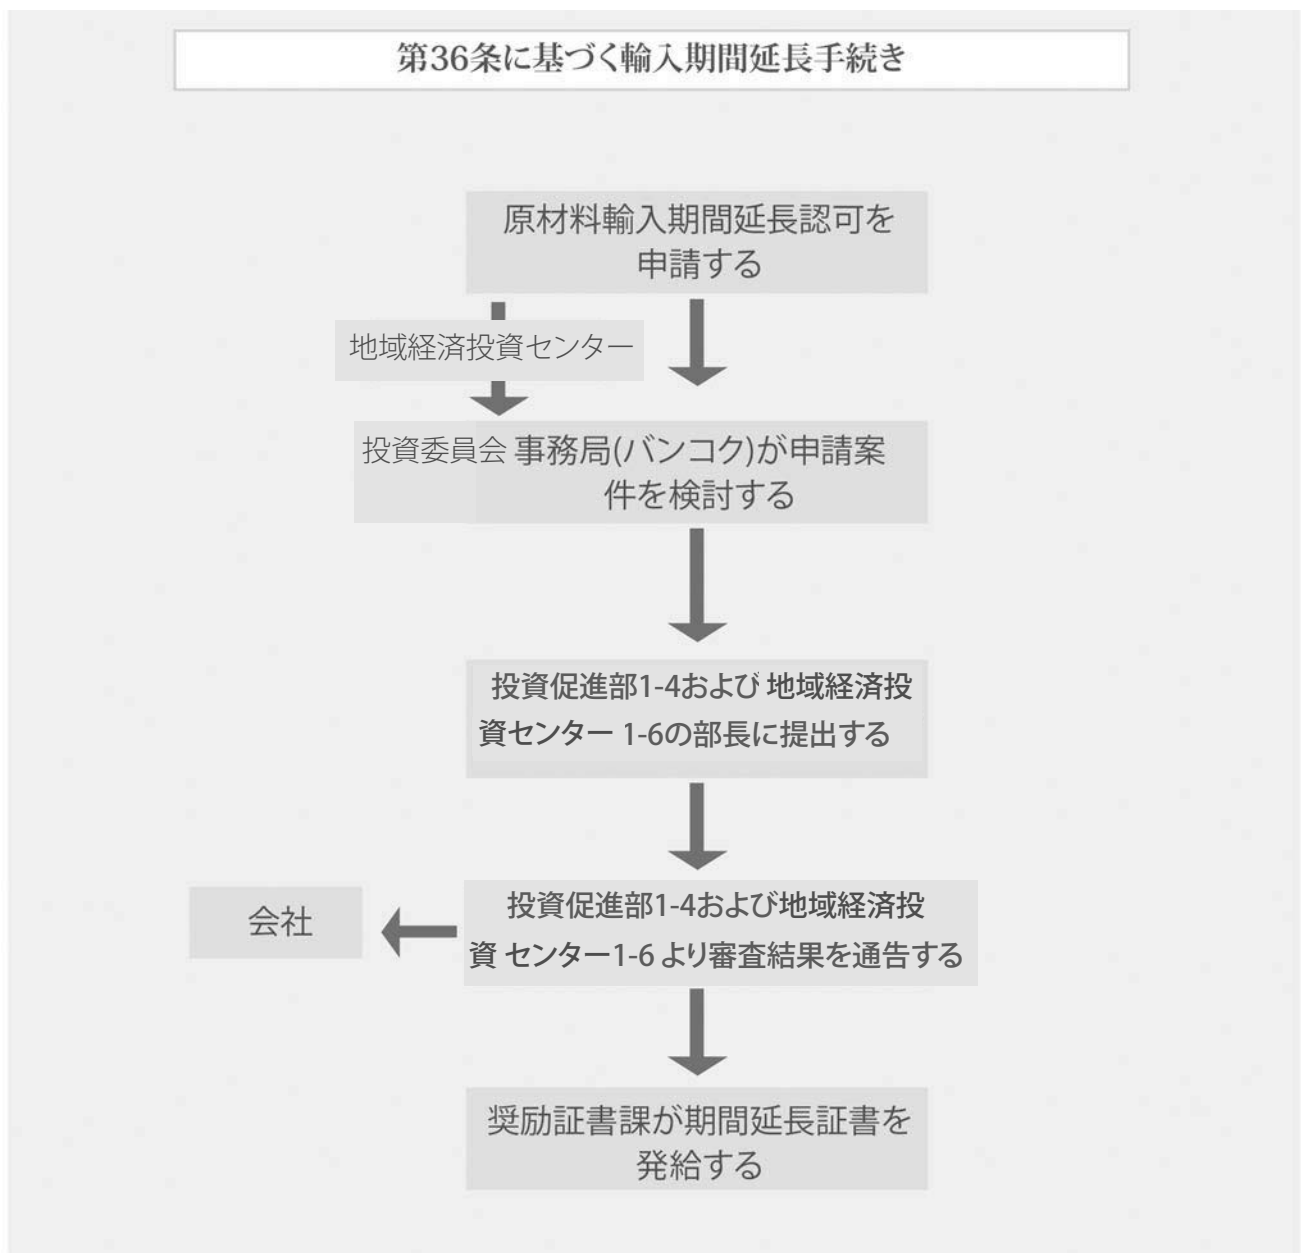 第36条に基づく輸入期間延長手続き
原材料輸入期間延長認可を
申請する
地域経済投資センター
投資委員会 事務局(バンコク)が申請案
件を検討する
投資促進部1-4および 地域経済投
資センター 1-6の部長に提出する
会社
投資促進部1-4および地域経済投
資 センター1-6 より審査結果を通告する
奨励証書課が期間延長証書を
発給する